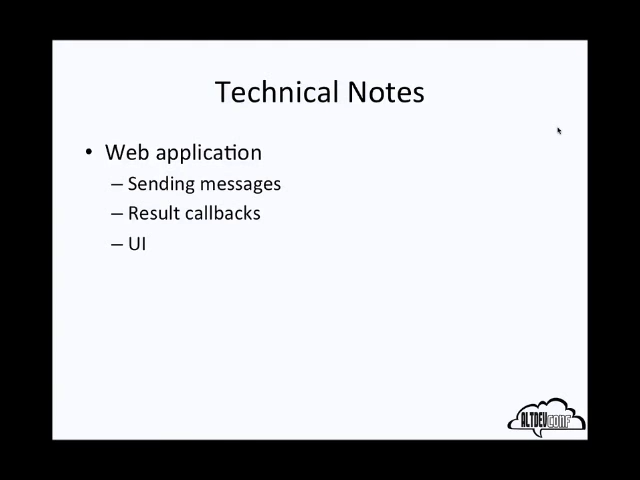 Technical Notes
• Web application
– Sending messages
– Result callbacks
– UI
ALTDEVCONF